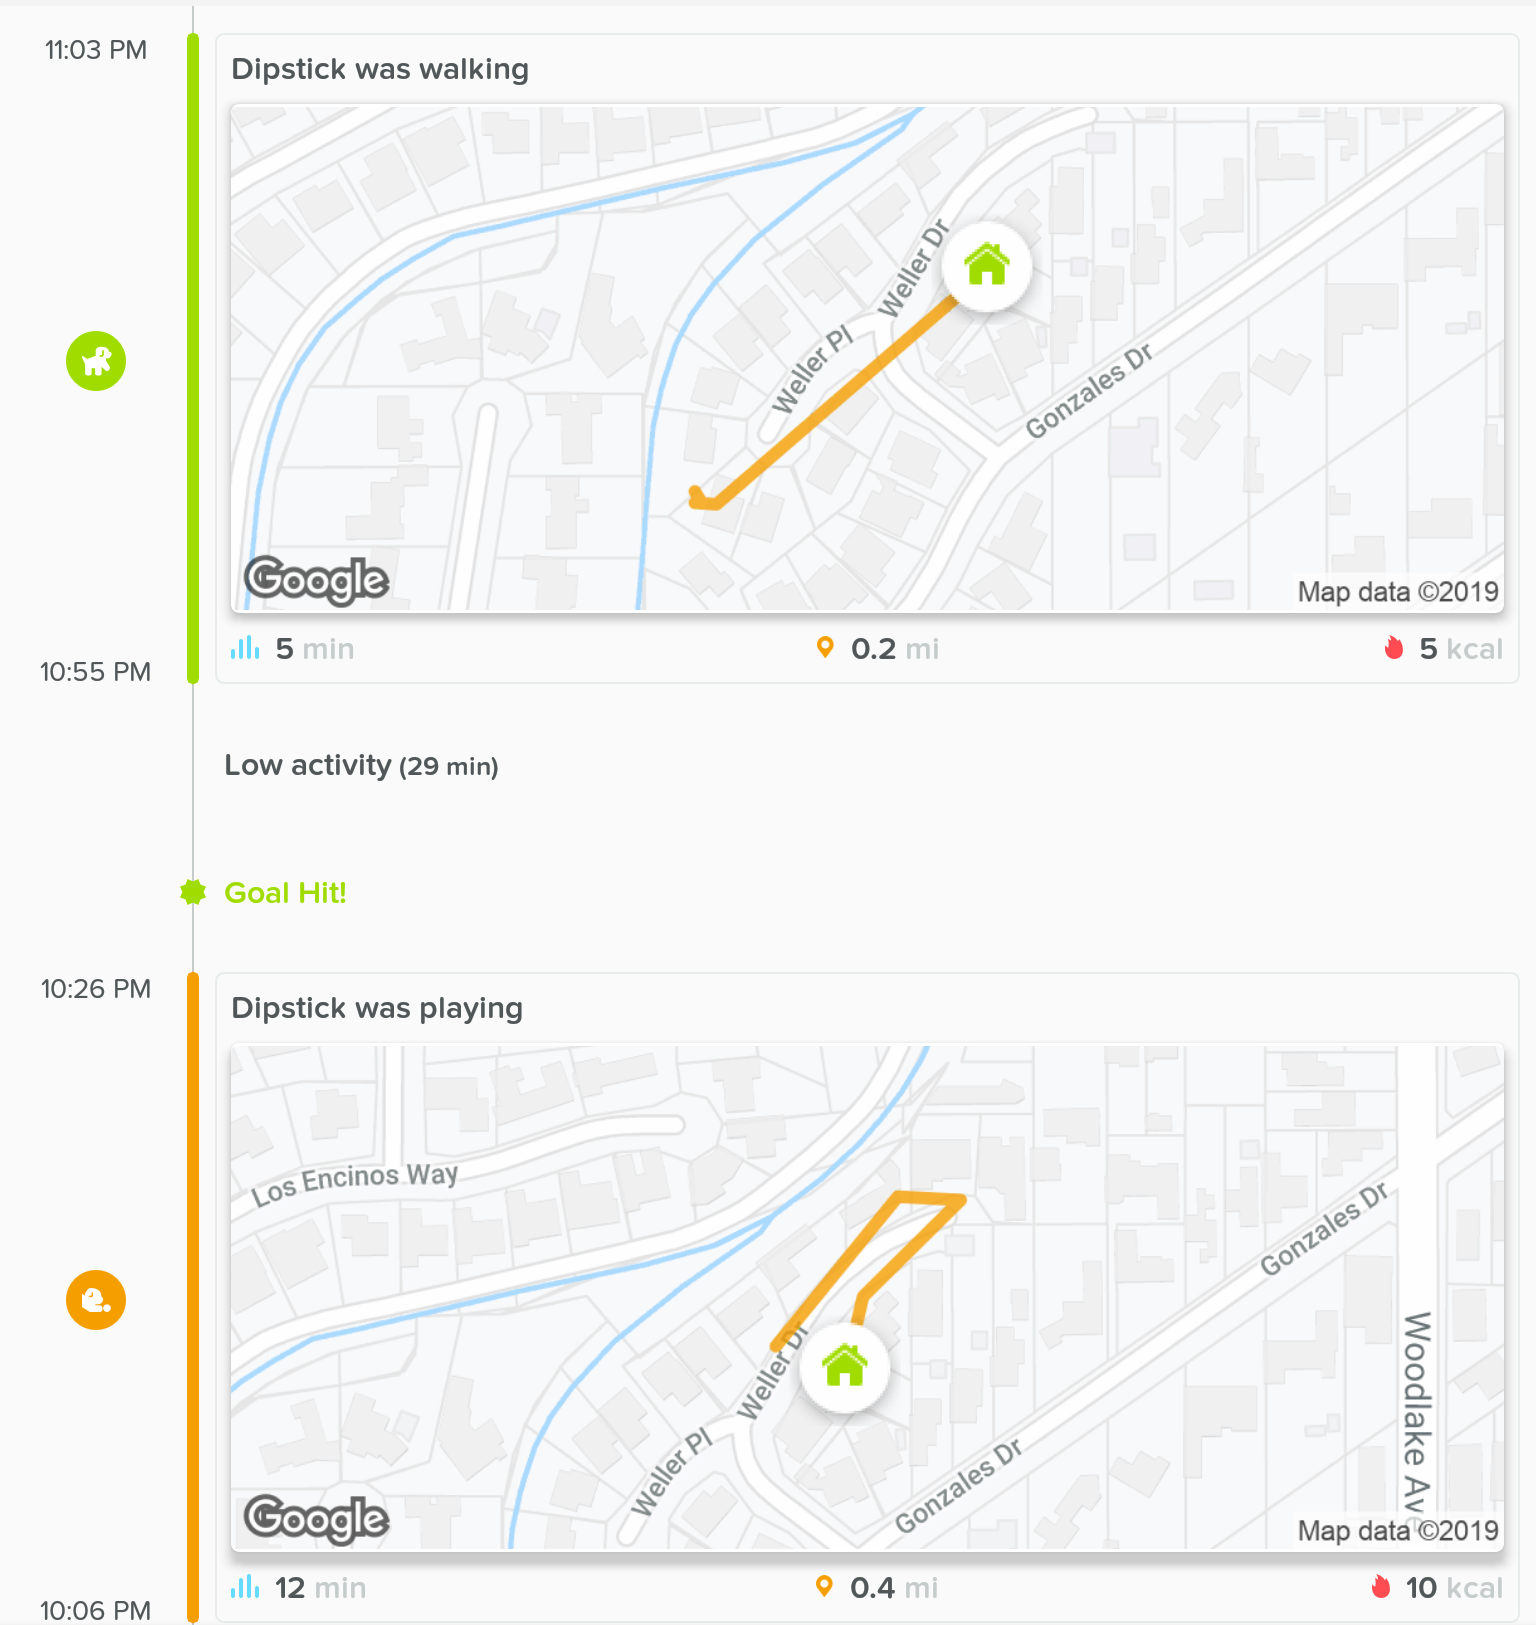 11:03 PM
Dipstick was walking
Weller Dr
Weller Pl
Gonzales Dr
Google
Map data ©2019
5 min
0.2 mi
5 kcal
10:55 PM
Low activity (29 min)
Goal Hit!
10:26 PM
Dipstick was playing
Los Encinos Way
Gonzales Dr
Weller Dr
Woodlake Ave
Weller Pl
Gonzales Dr
Google
Map data ©2019
12 min
0.4 mi
10 kcal
10:06 PM